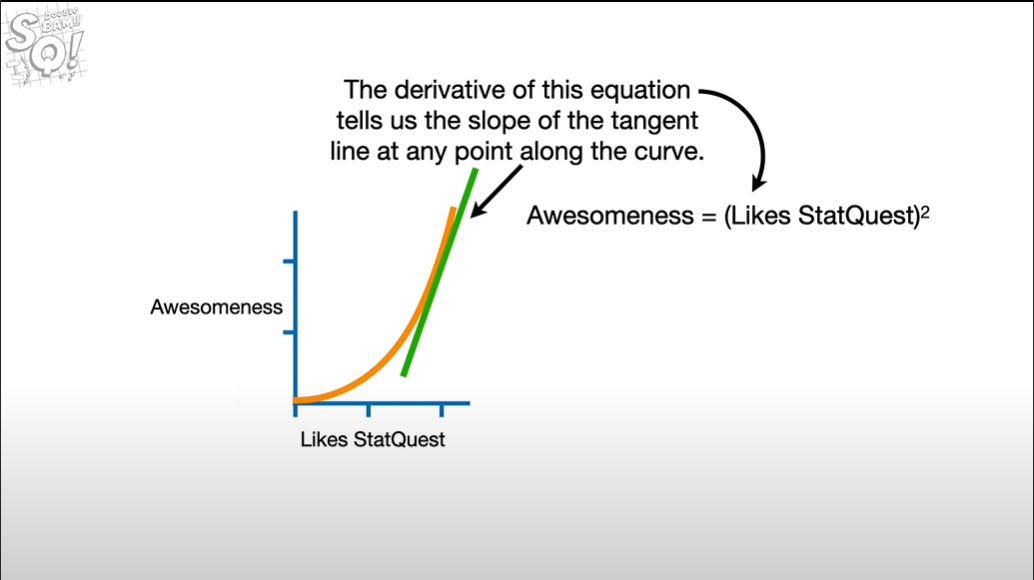 DOUBLE
BAM!!!
SQ!
The derivative of this equation
tells us the slope of the tangent
line at any point along the curve.
Awesomeness = (Likes StatQuest)²
Awesomeness
Likes StatQuest